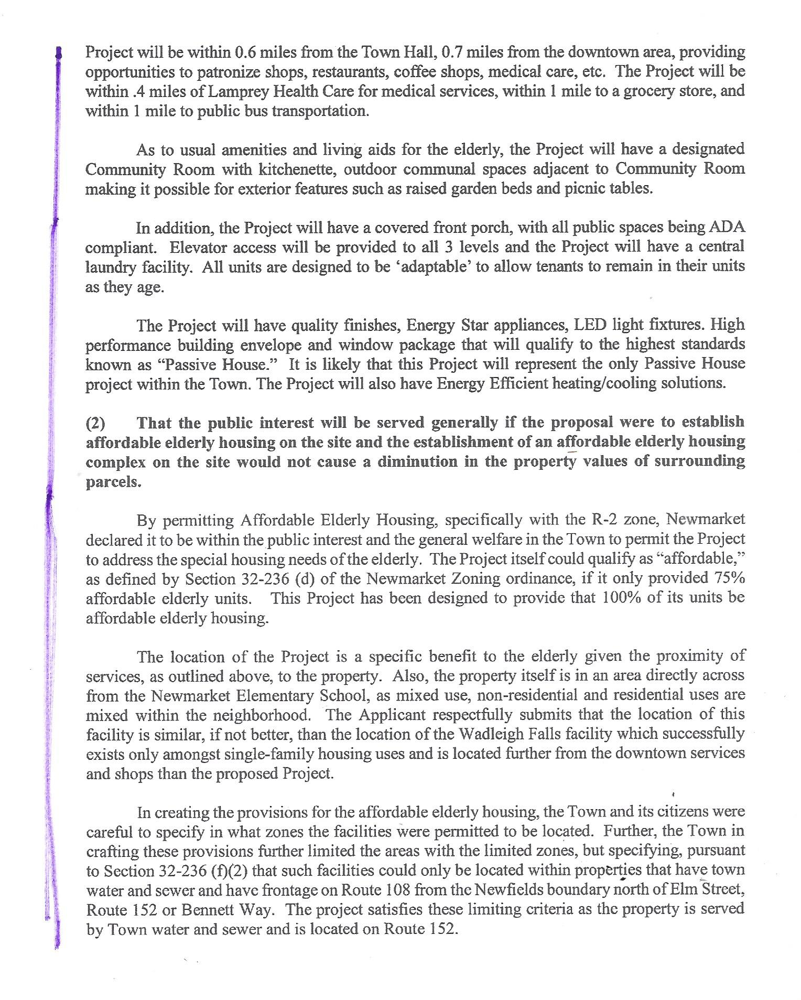 Project will be within 0.6 miles from the Town Hall, 0.7 miles from the downtown area, providing
opportunities to patronize shops, restaurants, coffee shops, medical care, etc. The Project will be
within .4 miles of Lamprey Health Care for medical services, within 1 mile to a grocery store, and
within 1 mile to public bus transportation.
As to usual amenities and living aids for the elderly, the Project will have a designated
Community Room with kitchenette, outdoor communal spaces adjacent to Community Room
making it possible for exterior features such as raised garden beds and picnic tables.
In addition, the Project will have a covered front porch, with all public spaces being ADA
compliant. Elevator access will be provided to all 3 levels and the Project will have a central
laundry facility. All units are designed to be ‘adaptable’ to allow tenants to remain in their units
as they age.
The Project will have quality finishes, Energy Star appliances, LED light fixtures. High
performance building envelope and window package that will qualify to the highest standards
known as “Passive House.” It is likely that this Project will represent the only Passive House
project within the Town. The Project will also have Energy Efficient heating/cooling solutions.
(2) That the public interest will be served generally if the proposal were to establish
affordable elderly housing on the site and the establishment of an affordable elderly housing
complex on the site would not cause a diminution in the property values of surrounding
parcels.
By permitting Affordable Elderly Housing, specifically with the R-2 zone, Newmarket
declared it to be within the public interest and the general welfare in the Town to permit the Project
to address the special housing needs of the elderly. The Project itself could qualify as “affordable,”
as defined by Section 32-236 (d) of the Newmarket Zoning ordinance, if it only provided 75%
affordable elderly units. This Project has been designed to provide that 100% of its units be
affordable elderly housing.
The location of the Project is a specific benefit to the elderly given the proximity of
services, as outlined above, to the property. Also, the property itself is in an area directly across
from the Newmarket Elementary School, as mixed use, non-residential and residential uses are
mixed within the neighborhood. The Applicant respectfully submits that the location of this
facility is similar, if not better, than the location of the Wadleigh Falls facility which successfully
exists only amongst single-family housing uses and is located further from the downtown services
and shops than the proposed Project.
In creating the provisions for the affordable elderly housing, the Town and its citizens were
careful to specify in what zones the facilities were permitted to be located. Further, the Town in
crafting these provisions further limited the areas with the limited zones, but specifying, pursuant
to Section 32-236 (f)(2) that such facilities could only be located within properties that have town
water and sewer and have frontage on Route 108 from the Newfields boundary north of Elm Street,
Route 152 or Bennett Way. The project satisfies these limiting criteria as the property is served
by Town water and sewer and is located on Route 152.